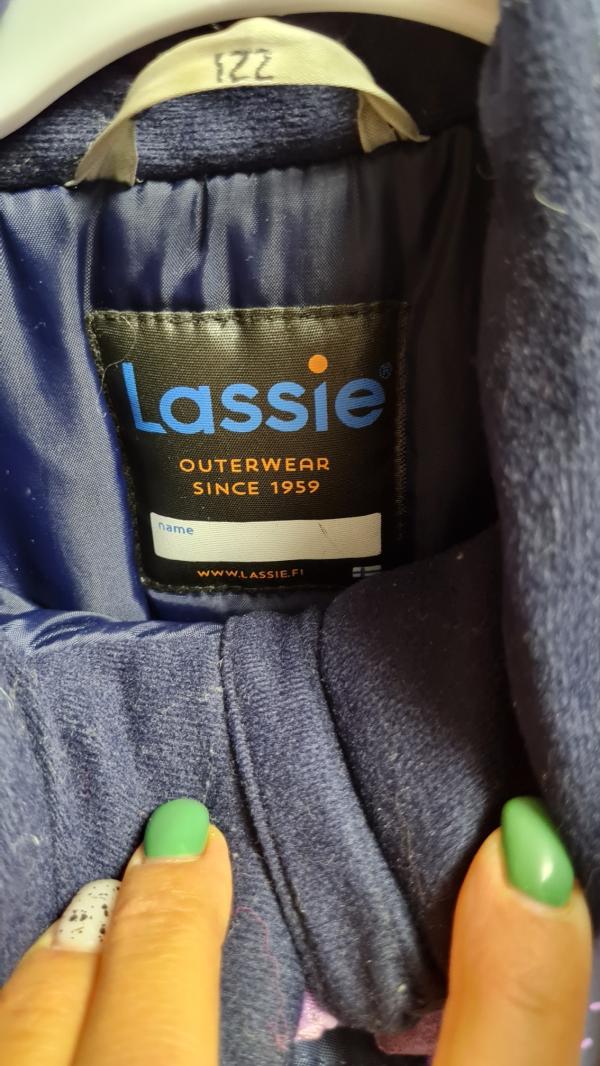 122
Lassie®
OUTERWEAR
SINCE 1959
name
WWW.LASSIE.FI